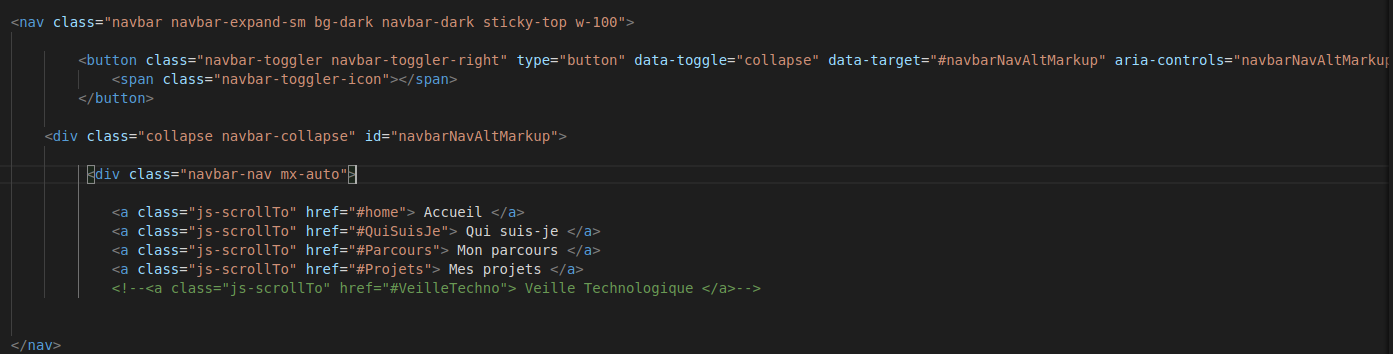 <nav class="navbar navbar-expand-sm bg-dark navbar-dark sticky-top w-100">
<button class="navbar-toggler navbar-toggler-right" type="button" data-toggle="collapse" data-target="#navbarNavAltMarkup" aria-controls="navbarNavAltMarkup
<span class="navbar-toggler-icon"></span>
</button>
<div class="collapse navbar-collapse" id="navbarNavAltMarkup">
<div class="navbar-nav mx-auto">
<a class="js-scrollTo" href="#home"> Accueil </a>
<a class="js-scrollTo" href="#QuiSuisJe"> Qui suis-je </a>
<a class="js-scrollTo" href="#Parcours"> Mon parcours </a>
<a class="js-scrollTo" href="#Projets"> Mes projets </a>
<!--<a class="js-scrollTo" href="#VeilleTechno"> Veille Technologique </a>-->
</nav>